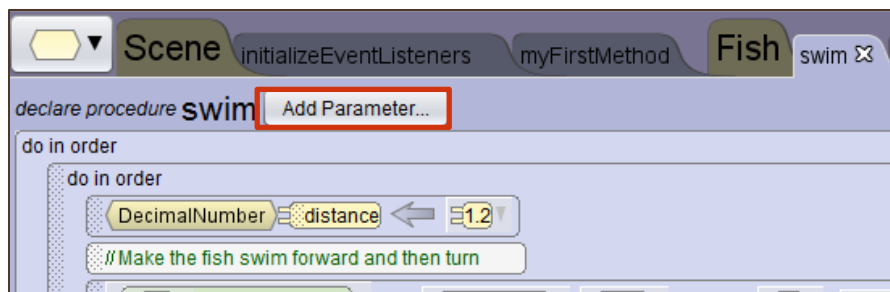 Scene initializeEventListeners myFirstMethod Fish swim
declare procedure swim Add Parameter...
do in order
do in order
DecimalNumber distance 1.2
//Make the fish swim forward and then turn